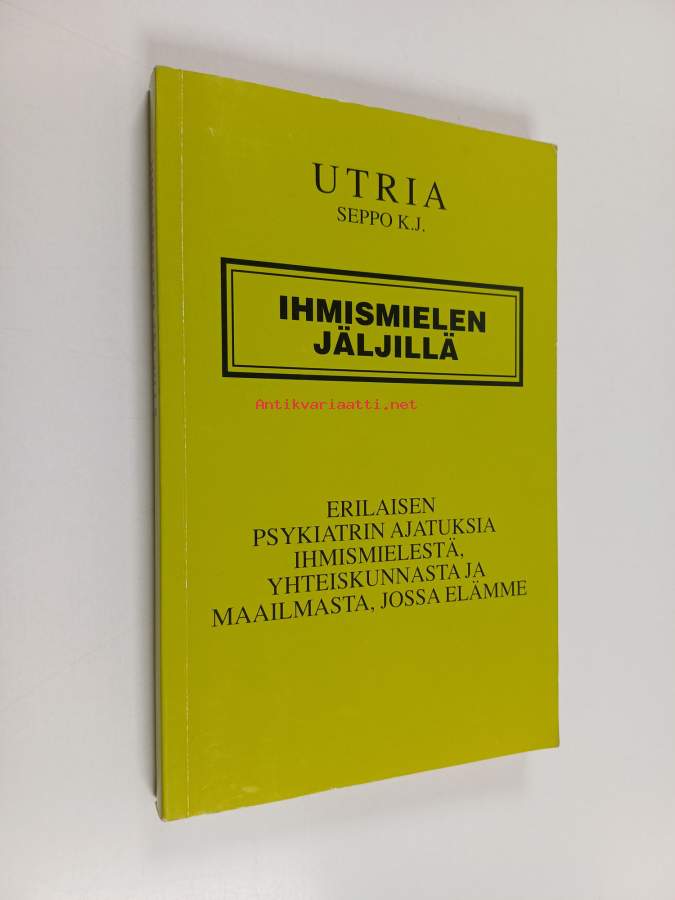 UTRIA
SEPPO K.J.
IHMISMIELEN
JÄLJILLÄ
Antikvariaatti.net
ERILAISEN
PSYKIATRIN AJATUKSIA
IHMISMIELESTÄ,
YHTEISKUNNASTA JA
MAAILMASTA, JOSSA ELÄMME